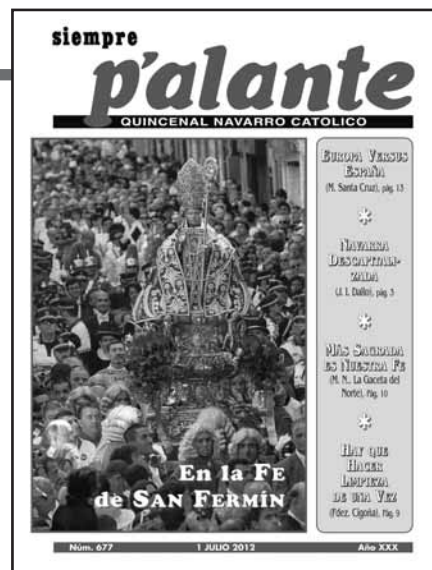 siempre
p'alante
QUINCENAL NAVARRO CATOLICO
EUROPA VERSUS
ESPAÑA
(M. Santa Cruz), pág. 13
*
NAVARRA
DESCAPITALI-
ZADA
(J. I. Dallo), pág. 3
*
MÁS SAGRADA
ES NUESTRA FE
(M. N., La Gaceta del
Norte), Pág. 10
*
HAY QUE
HACER
LIMPIEZA
DE UNA VEZ
(Fdez. Cigoña), Pág. 9
En la FE
de SAN FERMÍN
Núm. 677 1 JULIO 2012 Año XXX